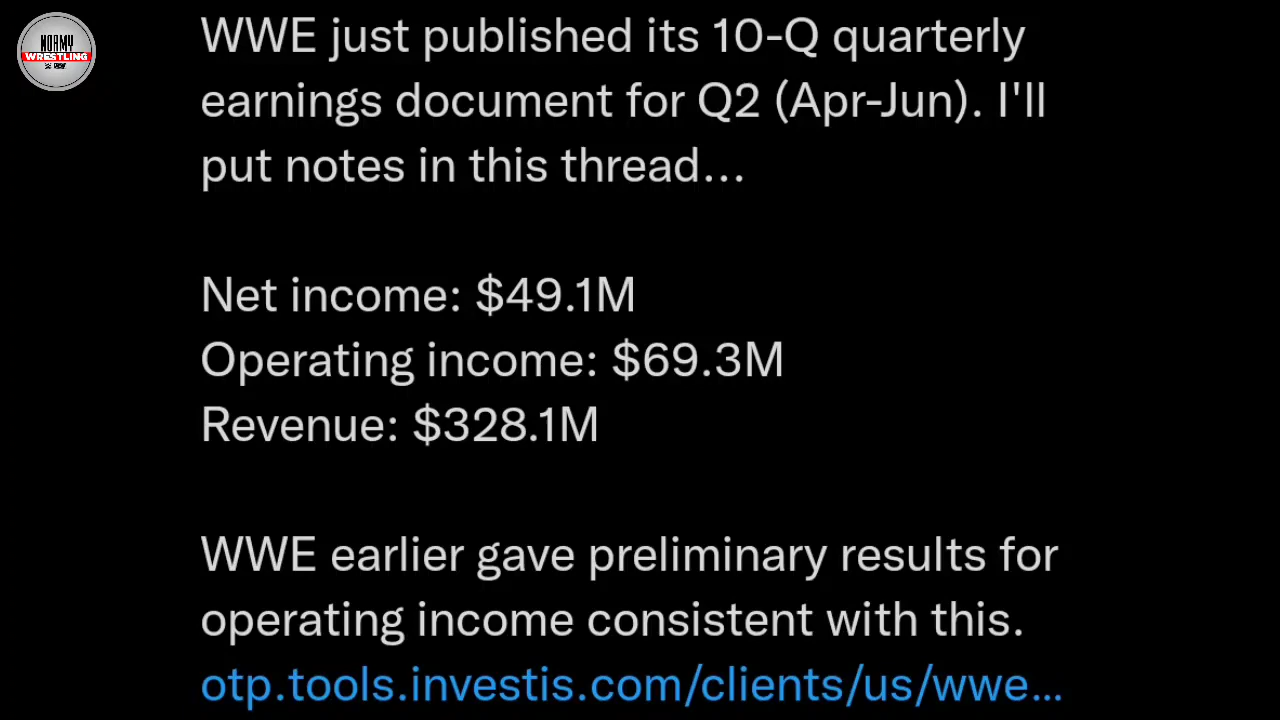 NORMY
WRESTLING
WWE just published its 10-Q quarterly
earnings document for Q2 (Apr-Jun). I'll
put notes in this thread…
Net income: $49.1M
Operating income: $69.3M
Revenue: $328.1M
WWE earlier gave preliminary results for
operating income consistent with this.
otp.tools.investis.com/clients/us/wwe…